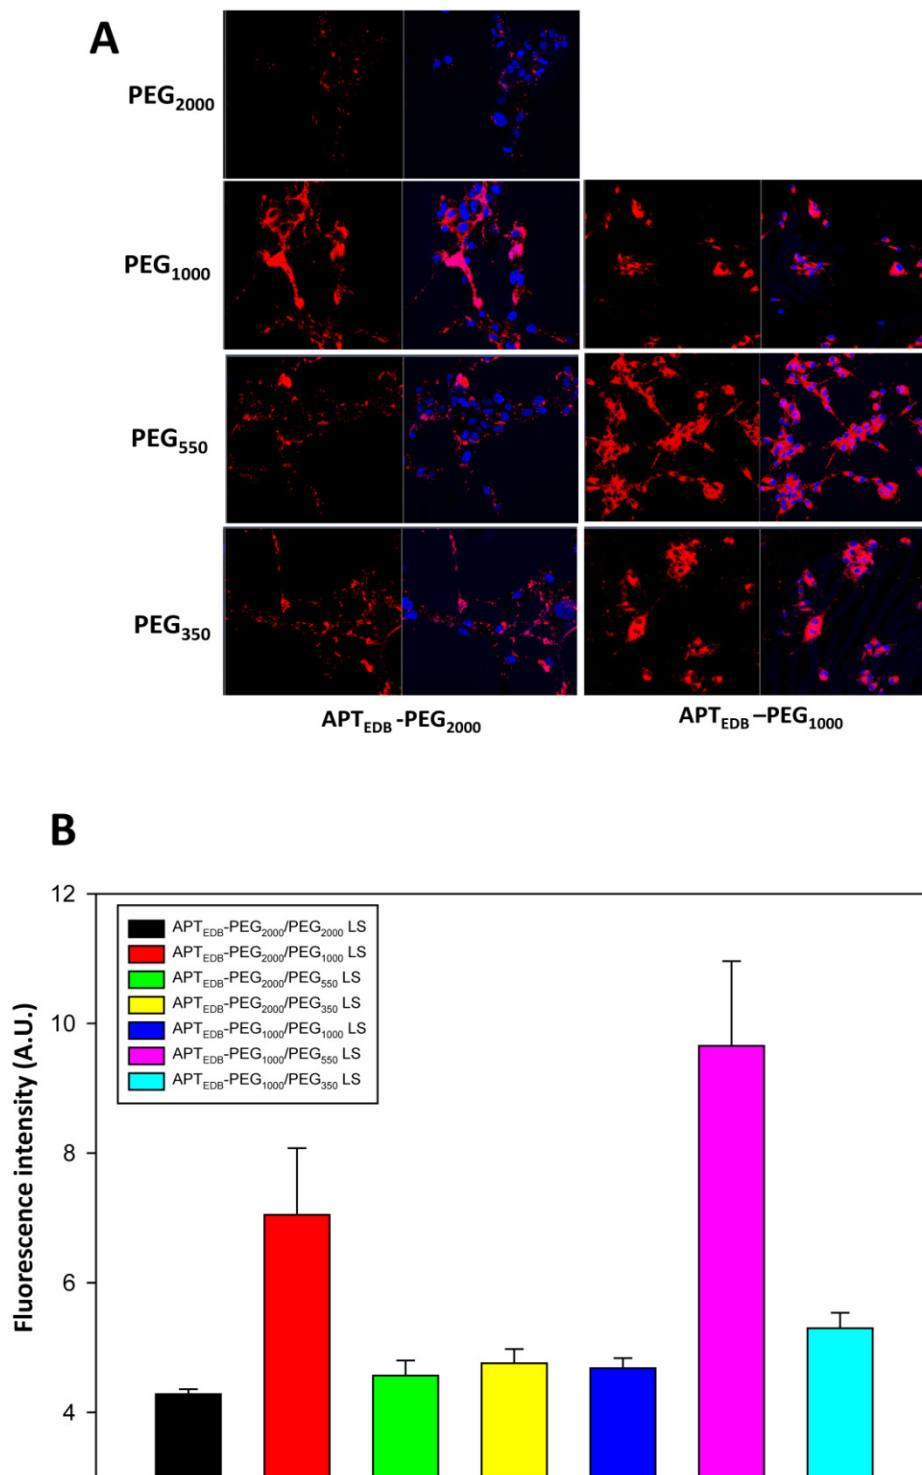 A
PEG2000
PEG1000
PEG550
PEG350
APTEDB -PEG2000
APTEDB –PEG1000
B
12
APTEDB-PEG2000/PEG2000 LS
APTEDB-PEG2000/PEG1000 LS
APTEDB-PEG2000/PEG550 LS
APTEDB-PEG2000/PEG350 LS
APTEDB-PEG1000/PEG1000 LS
APTEDB-PEG1000/PEG550 LS
APTEDB-PEG1000/PEG350 LS
10
8
6
4
Fluorescence intensity (A.U.)